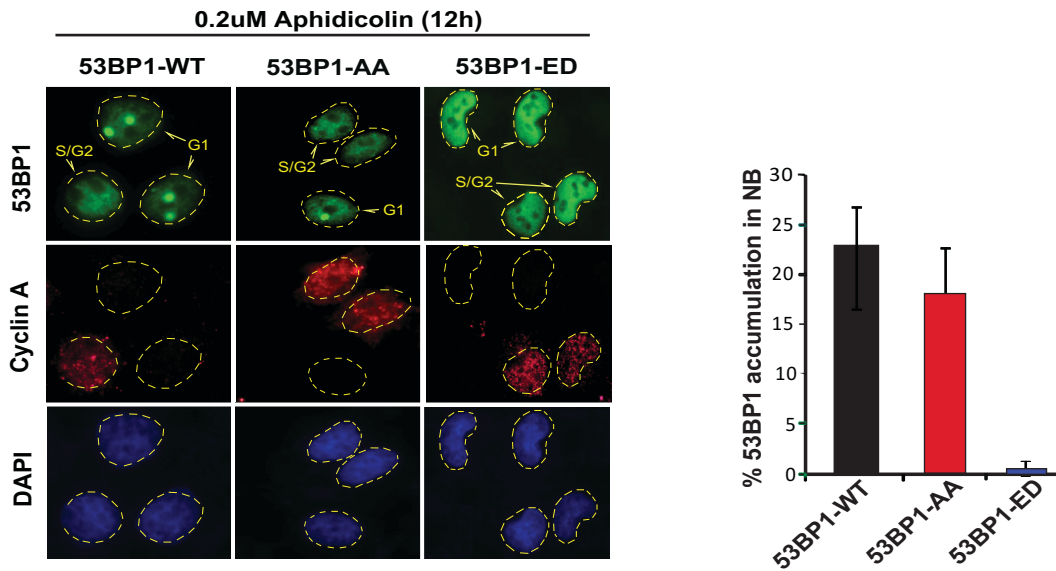 0.2uM Aphidicolin (12h)
53BP1-WT
53BP1-AA
53BP1-ED
53BP1
S/G2
G1
S/G2
G1
G1
S/G2
Cyclin A
DAPI
% 53BP1 accumulation in NB
30
25
20
15
10
5
0
53BP1-WT
53BP1-AA
53BP1-ED